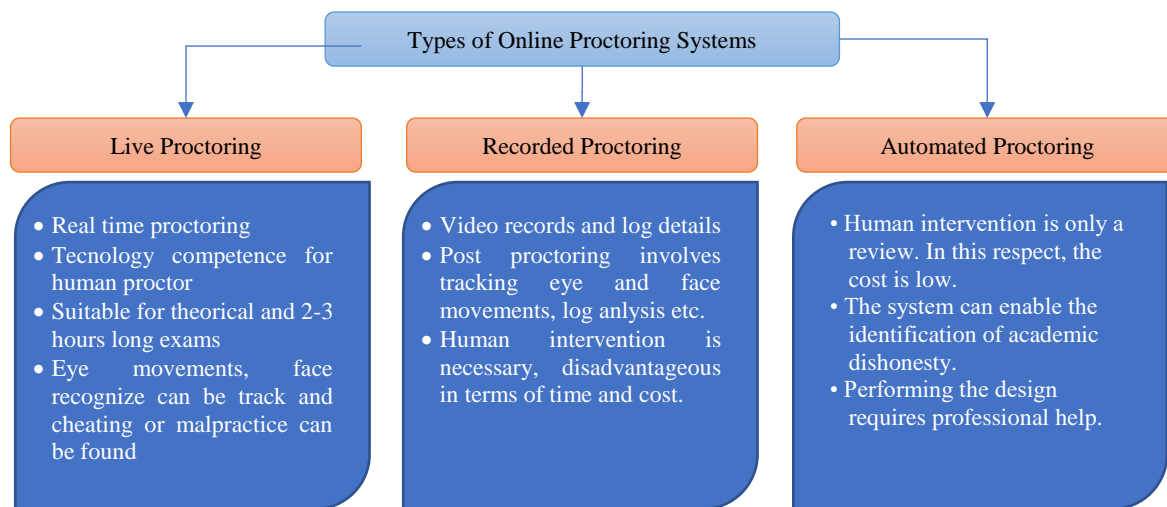 Types of Online Proctoring Systems
Live Proctoring
• Real time proctoring
• Tecnology competence for
human proctor
• Suitable for theorical and 2-3
hours long exams
• Eye movements, face
recognize can be track and
cheating or malpractice can
be found
Recorded Proctoring
• Video records and log details
• Post proctoring involves
tracking eye and face
movements, log anlysis etc.
• Human intervention is
necessary, disadvantageous
in terms of time and cost.
Automated Proctoring
• Human intervention is only a
review. In this respect, the
cost is low.
• The system can enable the
identification of academic
dishonesty.
• Performing the design
requires professional help.